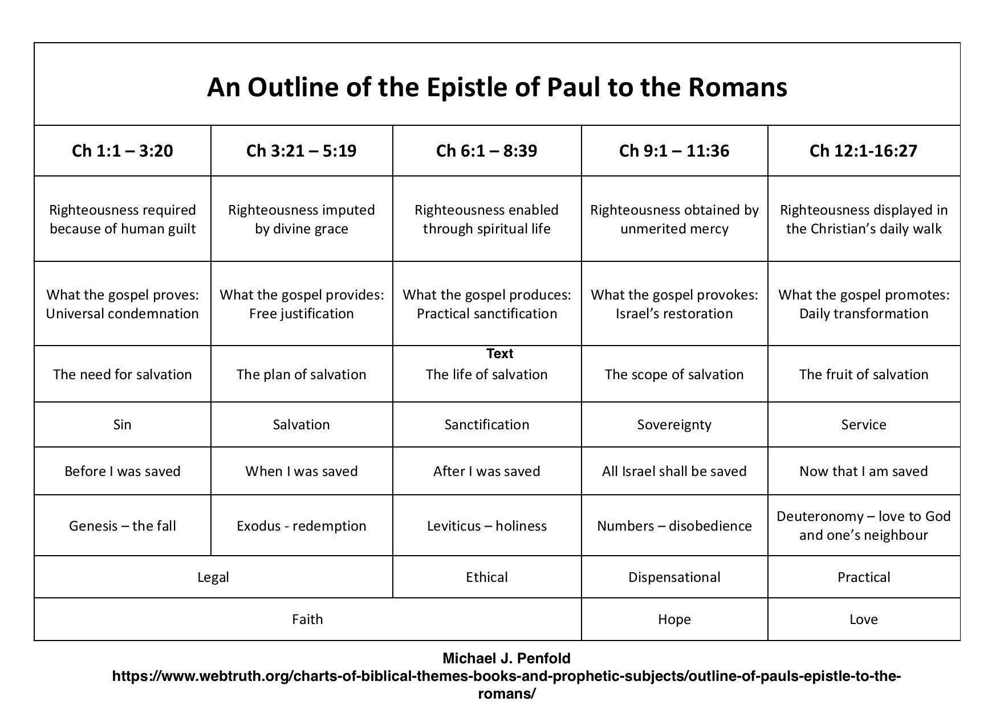 An Outline of the Epistle of Paul to the Romans
Ch 1:1 – 3:20
Ch 3:21 – 5:19
Ch 6:1 – 8:39
Ch 9:1 – 11:36
Ch 12:1-16:27
Righteousness required
because of human guilt
Righteousness imputed
by divine grace
Righteousness enabled
through spiritual life
Righteousness obtained by
unmerited mercy
Righteousness displayed in
the Christian’s daily walk
What the gospel proves:
Universal condemnation
What the gospel provides:
Free justification
What the gospel produces:
Practical sanctification
What the gospel provokes:
Israel’s restoration
What the gospel promotes:
Daily transformation
The need for salvation
The plan of salvation
Text
The life of salvation
The scope of salvation
The fruit of salvation
Sin
Salvation
Sanctification
Sovereignty
Service
Before I was saved
When I was saved
After I was saved
All Israel shall be saved
Now that I am saved
Genesis – the fall
Exodus - redemption
Leviticus – holiness
Numbers – disobedience
Deuteronomy – love to God
and one’s neighbour
Legal
Ethical
Dispensational
Practical
Faith
Hope
Love
Michael J. Penfold
https://www.webtruth.org/charts-of-biblical-themes-books-and-prophetic-subjects/outline-of-pauls-epistle-to-the-
romans/